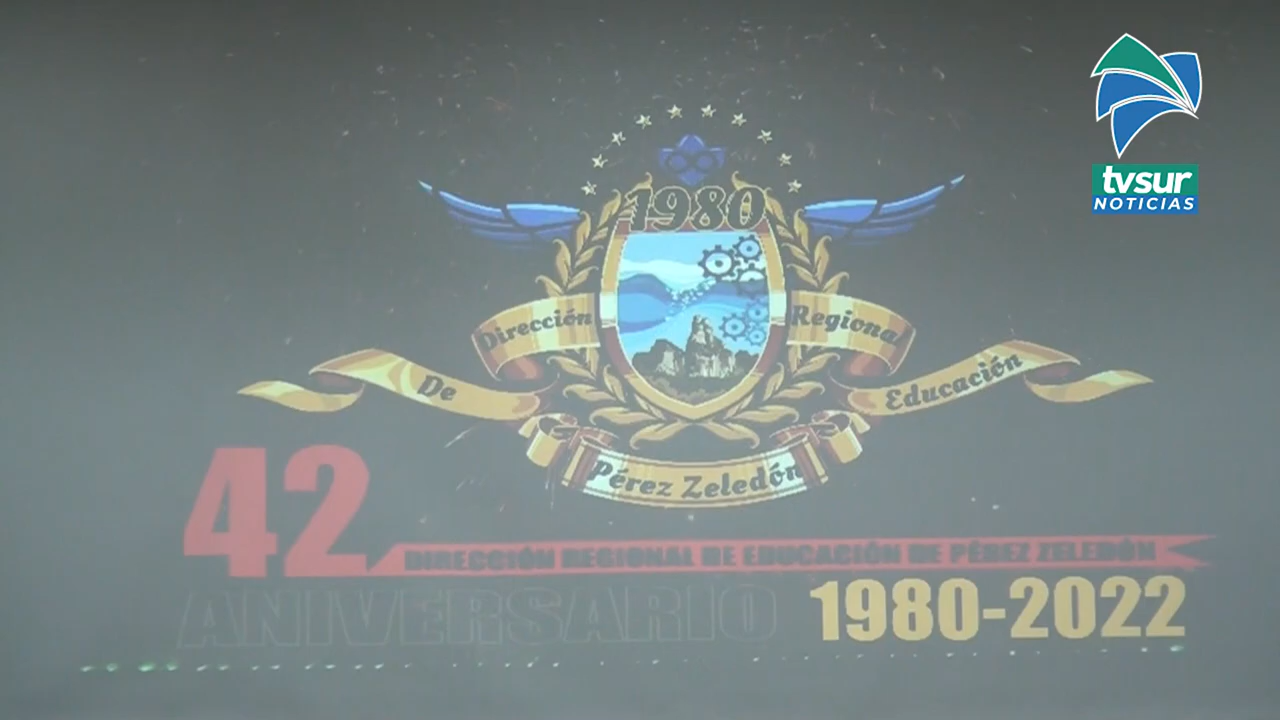 tvsur
NOTICIAS
1980
Dirección Regional
De Educación
Pérez Zeledón
42
DIRECCIÓN REGIONAL DE EDUCACIÓN DE PÉREZ ZELEDÓN
ANIVERSARIO 1980-2022